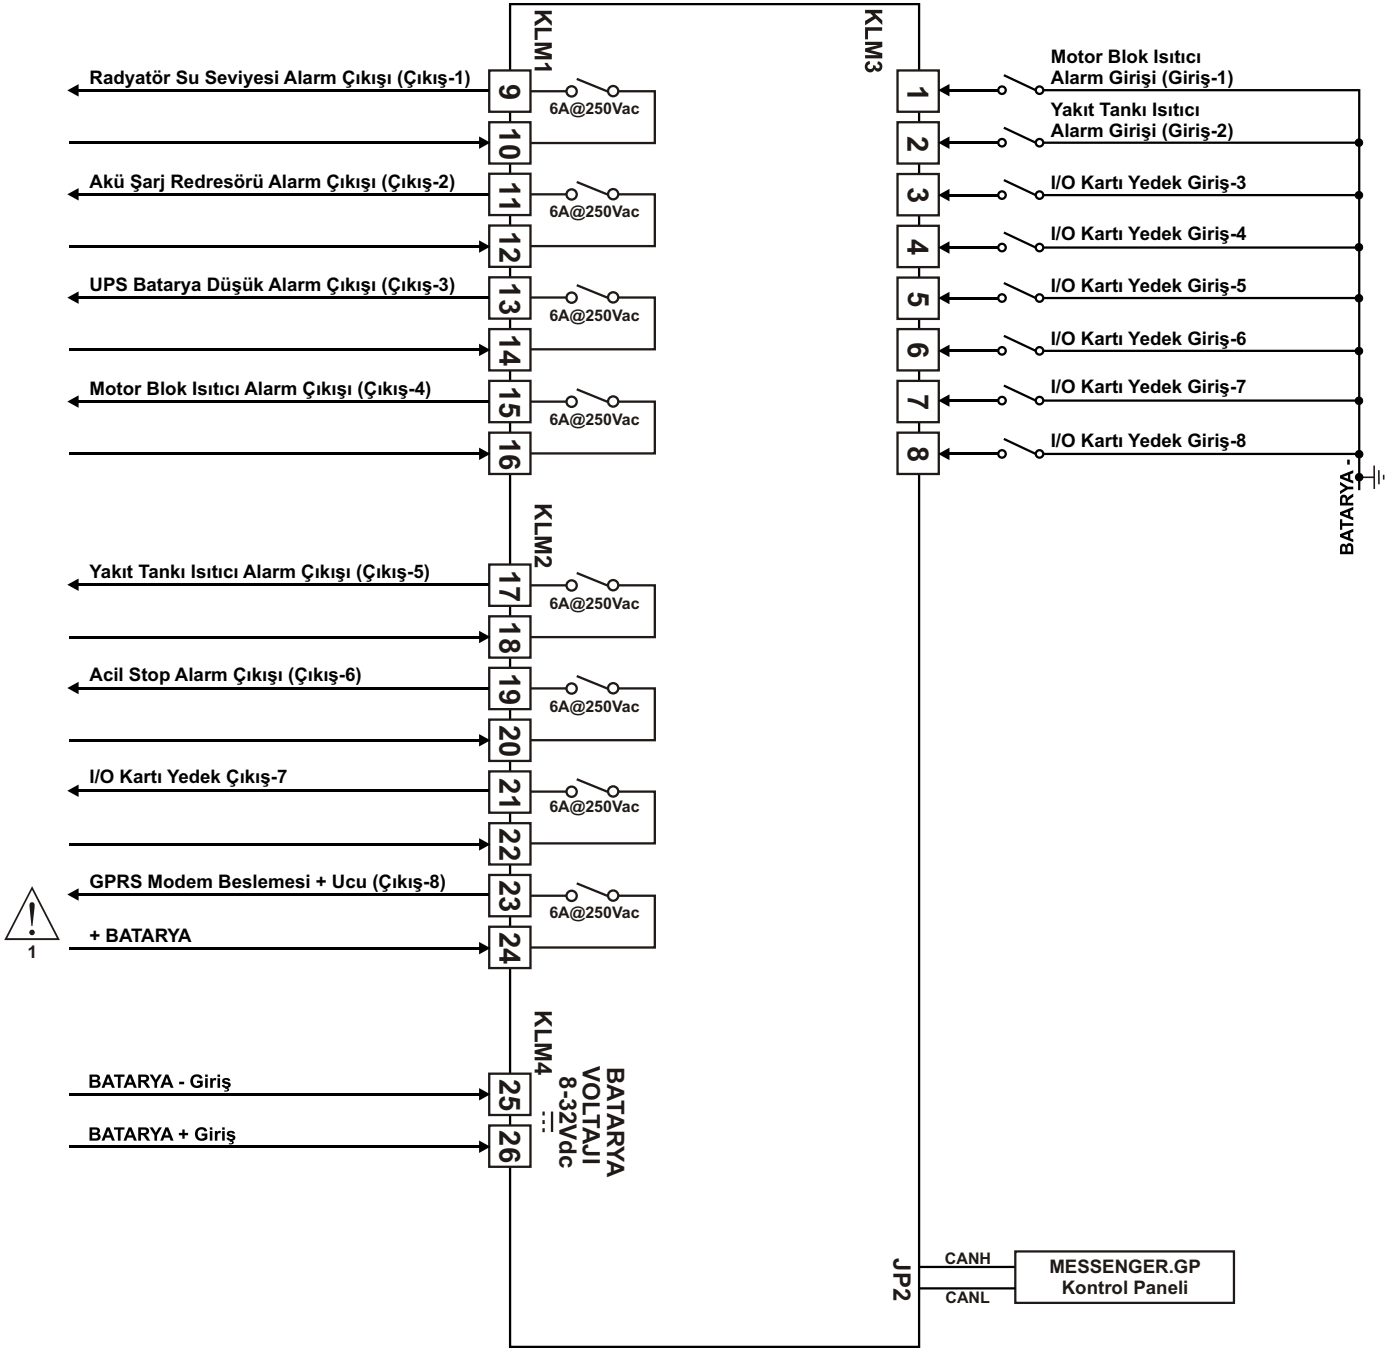 KLM1
Radyatör Su Seviyesi Alarm Çıkışı (Çıkış-1)
9
6A@250Vac
10
Akü Şarj Redresörü Alarm Çıkışı (Çıkış-2)
11
6A@250Vac
12
UPS Batarya Düşük Alarm Çıkışı (Çıkış-3)
13
6A@250Vac
14
Motor Blok Isıtıcı Alarm Çıkışı (Çıkış-4)
15
6A@250Vac
16
KLM2
Yakıt Tankı Isıtıcı Alarm Çıkışı (Çıkış-5)
17
6A@250Vac
18
Acil Stop Alarm Çıkışı (Çıkış-6)
19
6A@250Vac
20
I/O Kartı Yedek Çıkış-7
21
6A@250Vac
22
GPRS Modem Beslemesi + Ucu (Çıkış-8)
23
6A@250Vac
! 
1
+ BATARYA
24
KLM4
BATARYA
VOLTAJI
8-32Vdc
BATARYA - Giriş
25
BATARYA + Giriş
26
KLM3
1
Motor Blok Isıtıcı
Alarm Girişi (Giriş-1)
2
Yakıt Tankı Isıtıcı
Alarm Girişi (Giriş-2)
3
I/O Kartı Yedek Giriş-3
4
I/O Kartı Yedek Giriş-4
5
I/O Kartı Yedek Giriş-5
6
I/O Kartı Yedek Giriş-6
7
I/O Kartı Yedek Giriş-7
8
I/O Kartı Yedek Giriş-8
BATARYA -
JP2
CANH
CANL
MESSENGER.GP
Kontrol Paneli